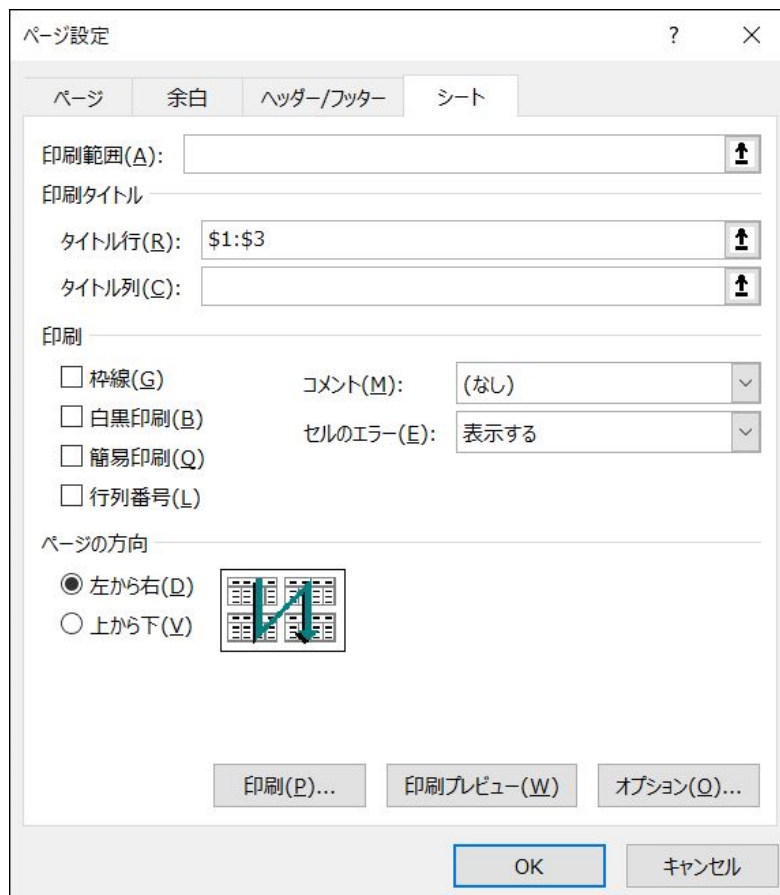 ページ設定 ?
ページ 余白 ヘッダー/フッター シート
印刷範囲(A):
印刷タイトル
タイトル行(R): $1:$3
タイトル列(C):
印刷
枠線(G) コメント(M): (なし)
白黒印刷(B) セルのエラー(E): 表示する
簡易印刷(Q)
行列番号(L)
ページの方向
左から右(D)
上から下(V)
印刷(P)... 印刷プレビュー(W) オプション(O)...
OK キャンセル